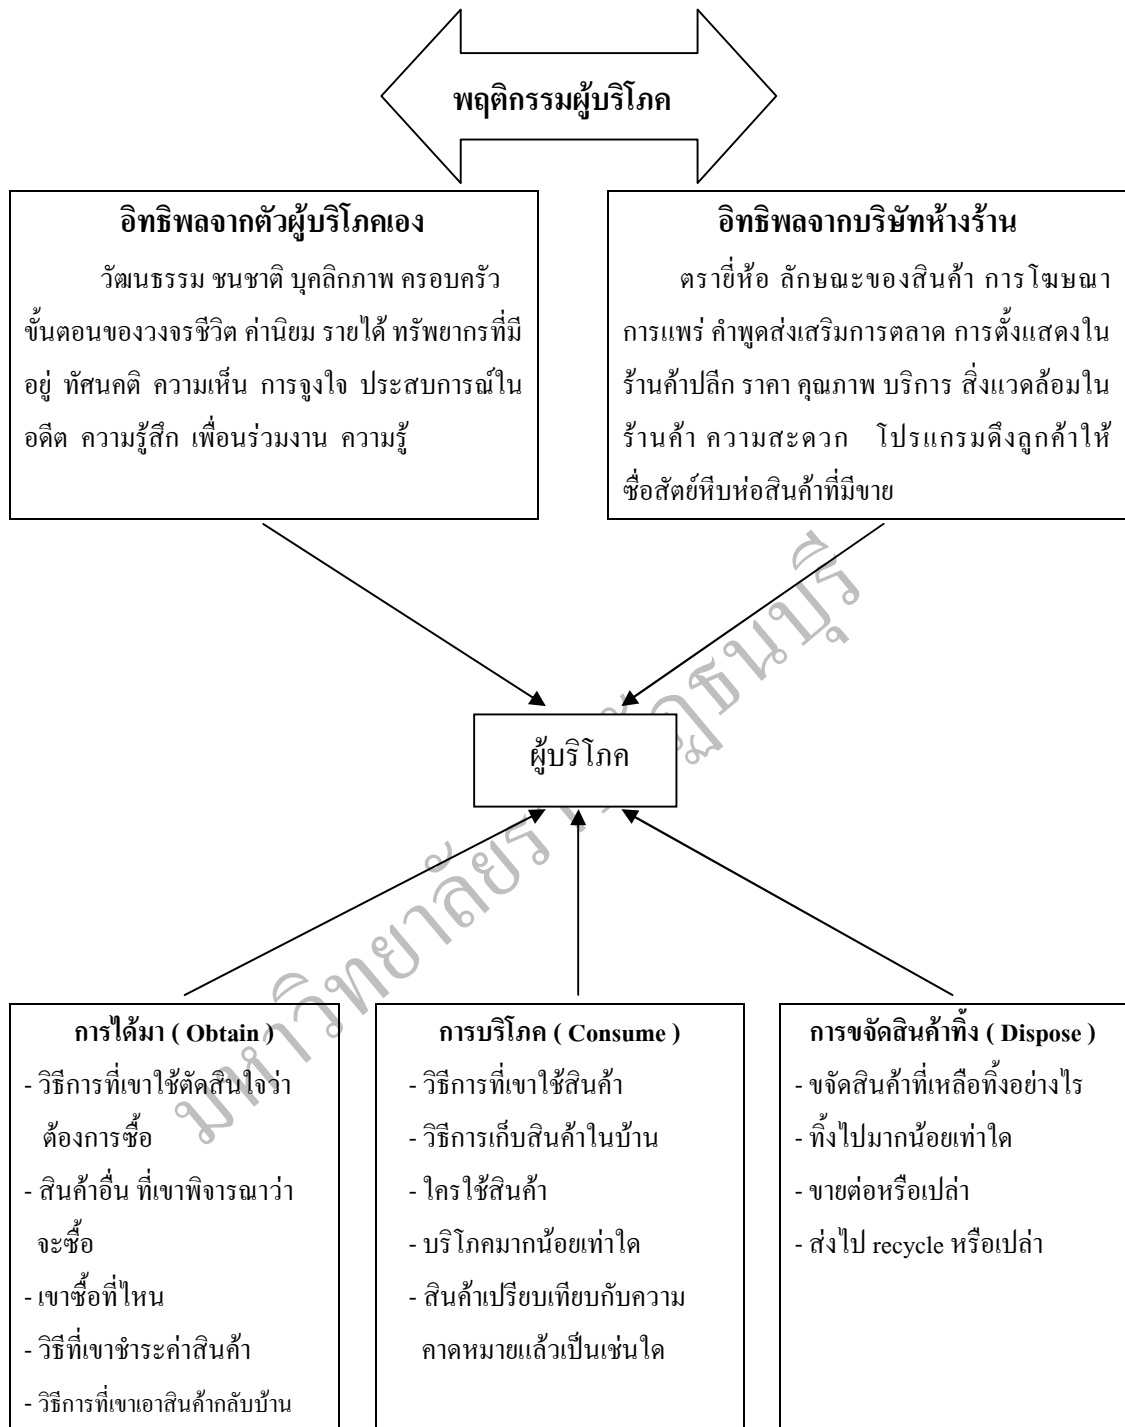 พฤติกรรมผู้บริโภค
อิทธิพลจากตัวผู้บริโภคเอง
วัฒนธรรม ชนชาติ บุคลิกภาพ ครอบครัว
ขั้นตอนของวงจรชีวิต ค่านิยม รายได้ ทรัพยากรที่มี
อยู่ ทัศนคติ ความเห็น การจูงใจ ประสบการณ์ใน
อดีต ความรู้สึก เพื่อนร่วมงาน ความรู้
อิทธิพลจากบริษัทห้างร้าน
ตรายี่ห้อ ลักษณะของสินค้า การโฆษณา
การแพร่ คำพูดส่งเสริมการตลาด การตั้งแสดงใน
ร้านค้าปลีก ราคา คุณภาพ บริการ สิ่งแวดล้อมใน
ร้านค้า ความสะดวก โปรแกรมดึงลูกค้าให้
ซื่อสัตย์หีบห่อสินค้าที่มีขาย
ผู้บริโภค
การได้มา ( Obtain )
- วิธีการที่เขาใช้ตัดสินใจว่า
ต้องการซื้อ
- สินค้าอื่น ที่เขาพิจารณาว่า
จะซื้อ
- เขาซื้อที่ไหน
- วิธีที่เขาชำระค่าสินค้า
- วิธีการที่เขาเอาสินค้ากลับบ้าน
การบริโภค ( Consume )
- วิธีการที่เขาใช้สินค้า
- วิธีการเก็บสินค้าในบ้าน
- ใครใช้สินค้า
- บริโภคมากน้อยเท่าใด
- สินค้าเปรียบเทียบกับความ
คาดหมายแล้วเป็นเช่นใด
การขจัดสินค้าทิ้ง ( Dispose )
- ขจัดสินค้าที่เหลือทิ้งอย่างไร
- ทิ้งไปมากน้อยเท่าใด
- ขายต่อหรือเปล่า
- ส่งไป recycle หรือเปล่า